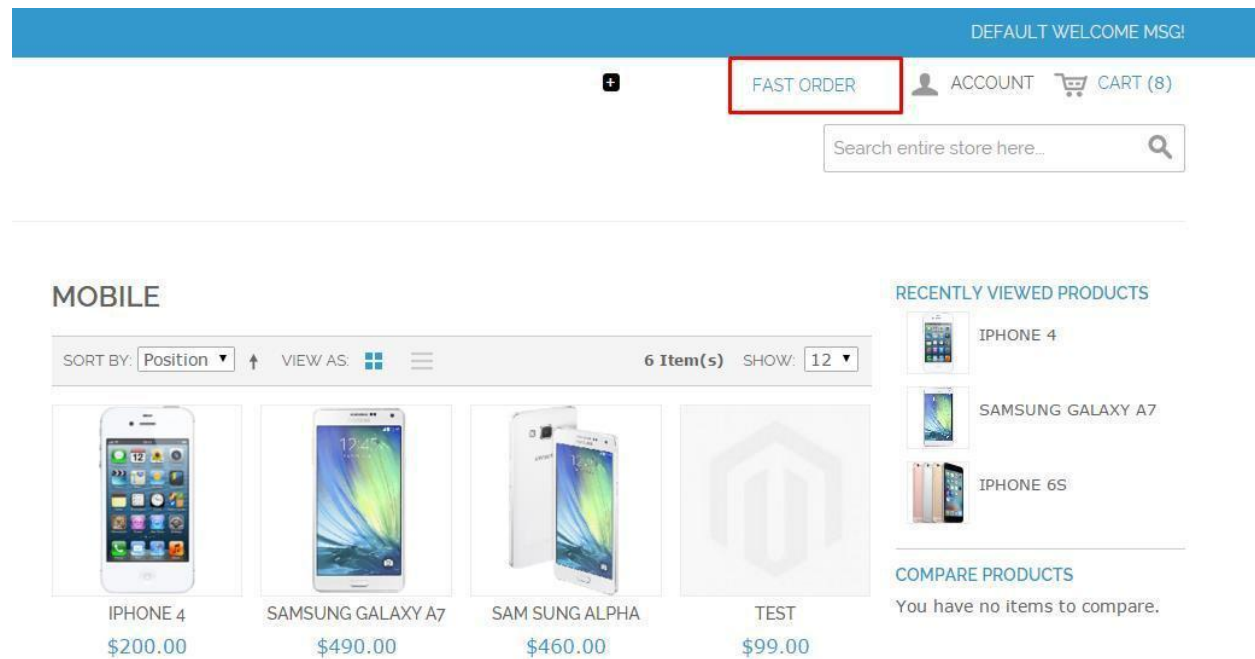 DEFAULT WELCOME MSG!
FAST ORDER
ACCOUNT
CART (8)
Search entire store here...
MOBILE
SORT BY: Position
VIEW AS:
6 Item(s)
SHOW: 12
IPHONE 4
$200.00
SAMSUNG GALAXY A7
$490.00
SAM SUNG ALPHA
$460.00
TEST
$99.00
RECENTLY VIEWED PRODUCTS
IPHONE 4
SAMSUNG GALAXY A7
IPHONE 6S
COMPARE PRODUCTS
You have no items to compare.